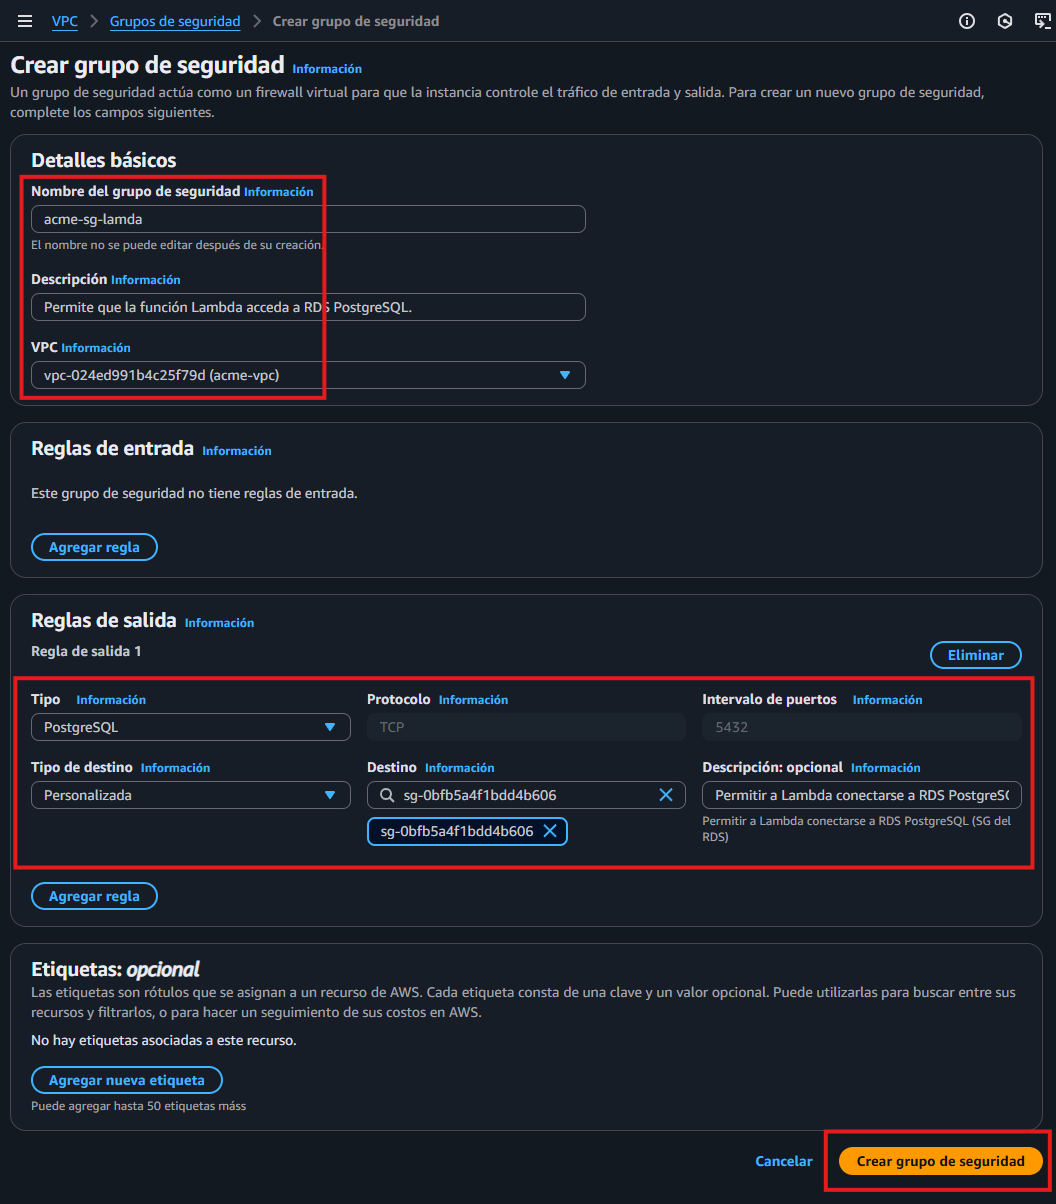 VPC > Grupos de seguridad > Crear grupo de seguridad
Crear grupo de seguridad Información
Un grupo de seguridad actúa como un firewall virtual para que la instancia controle el tráfico de entrada y salida. Para crear un nuevo grupo de seguridad,
complete los campos siguientes.
Detalles básicos
Nombre del grupo de seguridad Información
acme-sg-lamda
El nombre no se puede editar después de su creación.
Descripción Información
Permite que la función Lambda acceda a RDS PostgreSQL.
VPC Información
vpc-024ed991b4c25f79d (acme-vpc)
Reglas de entrada Información
Este grupo de seguridad no tiene reglas de entrada.
Agregar regla
Reglas de salida Información
Regla de salida 1
Eliminar
Tipo Información Protocolo Información Intervalo de puertos Información
PostgreSQL TCP 5432
Tipo de destino Información Destino Información Descripción: opcional Información
Personalizada sg-0bfb5a4f1bdd4b606 Permitir a Lambda conectarse a RDS PostgreSQ
sg-0bfb5a4f1bdd4b606 Permitir a Lambda conectarse a RDS PostgreSQL (SG del
RDS)
Agregar regla
Etiquetas: opcional
Las etiquetas son rótulos que se asignan a un recurso de AWS. Cada etiqueta consta de una clave y un valor opcional. Puede utilizarlas para buscar entre sus
recursos y filtrarlos, o para hacer un seguimiento de sus costos en AWS.
No hay etiquetas asociadas a este recurso.
Agregar nueva etiqueta
Puede agregar hasta 50 etiquetas máss
Cancelar Crear grupo de seguridad